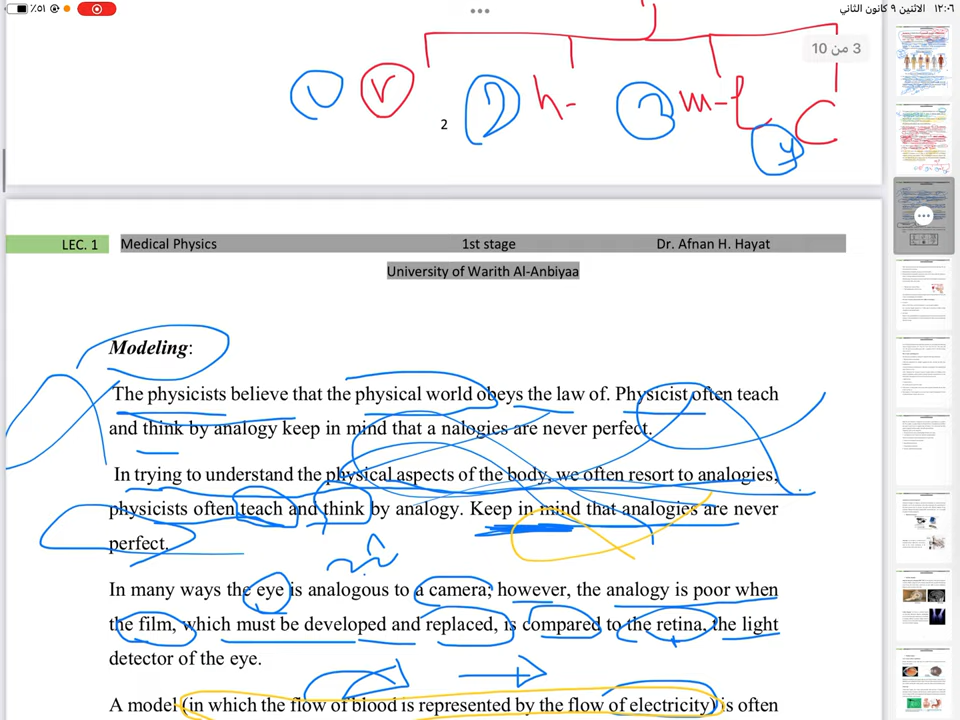 ١٢:٠٦ الاثنين ٩ كانون الثاني
٥١٪
3 من 10
h-
m-l
C
2
LEC. 1 Medical Physics 1st stage Dr. Afnan H. Hayat
University of Warith Al-Anbiyaa
Modeling:
The physicists believe that the physical world obeys the law of. Physicist often teach
and think by analogy keep in mind that a nalogies are never perfect.
In trying to understand the physical aspects of the body, we often resort to analogies,
physicists often teach and think by analogy. Keep in mind that analogies are never
perfect.
In many ways the eye is analogous to a camera; however, the analogy is poor when
the film, which must be developed and replaced, is compared to the retina, the light
detector of the eye.
A model (in which the flow of blood is represented by the flow of electricity) is often